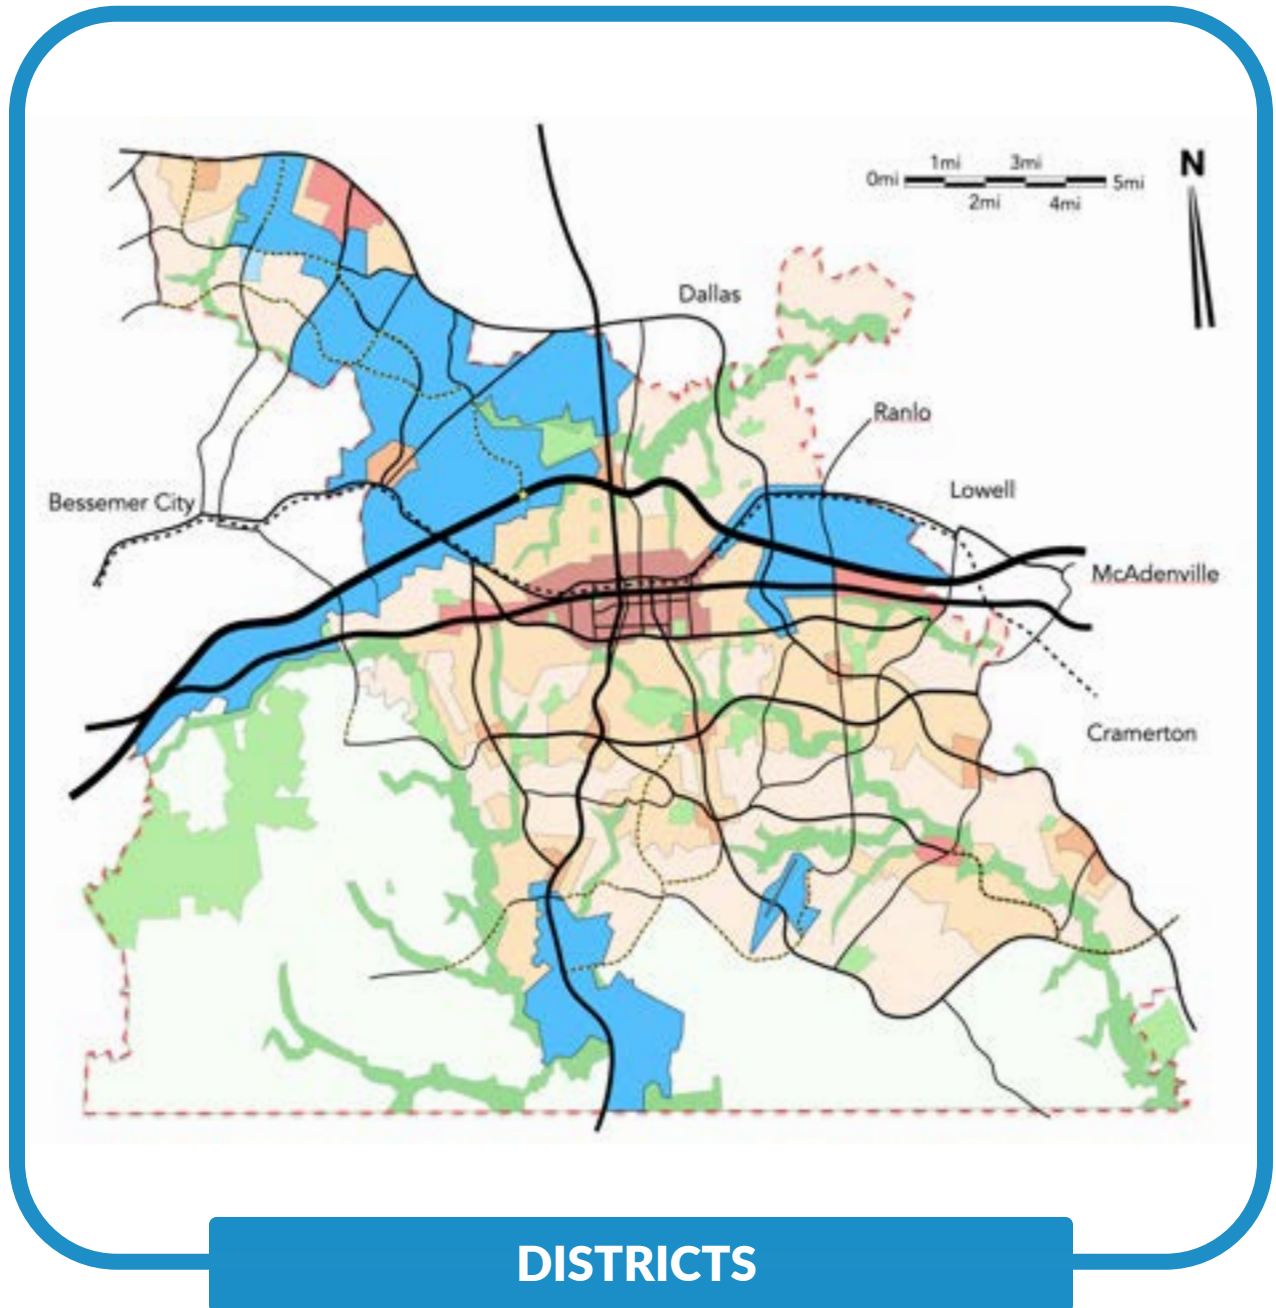 N
1mi 3mi
0mi 5mi
2mi 4mi
Dallas
Ranlo
Lowell
Bessemer City
McAdenville
Cramerton
DISTRICTS